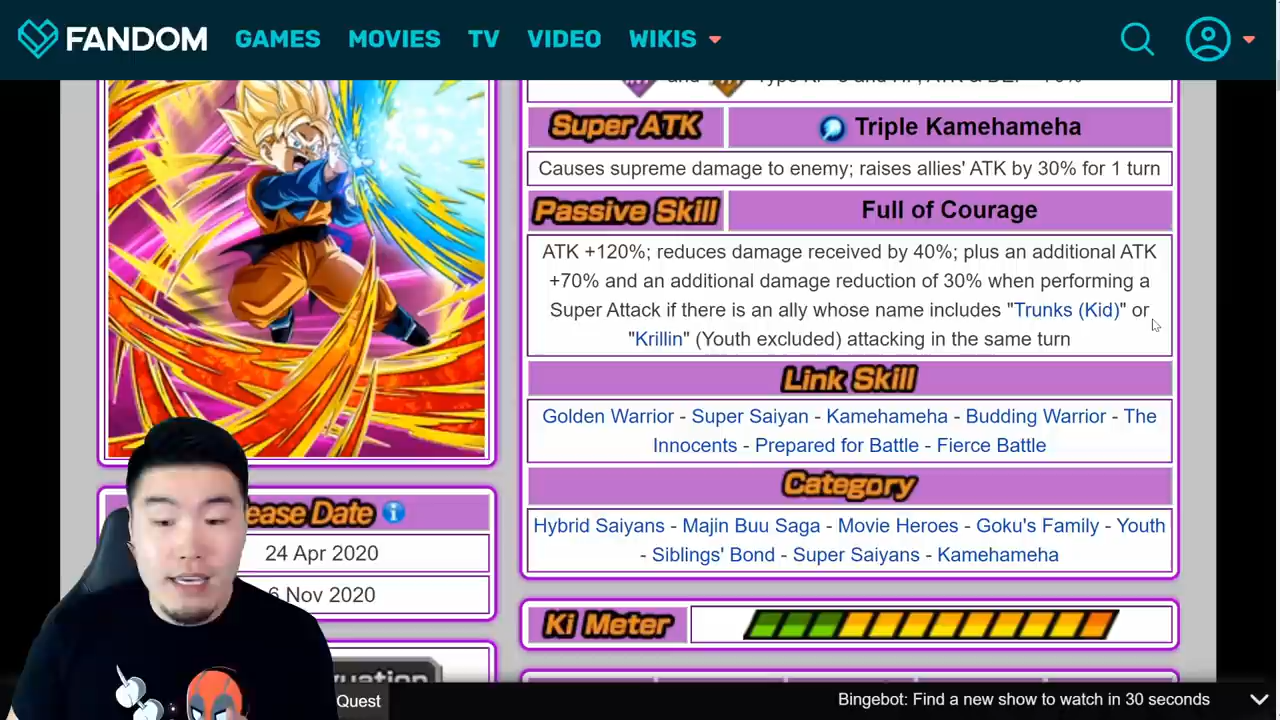 FANDOM GAMES MOVIES TV VIDEO WIKIS
Super ATK Triple Kamehameha
Causes supreme damage to enemy; raises allies' ATK by 30% for 1 turn
Passive Skill Full of Courage
ATK +120%; reduces damage received by 40%; plus an additional ATK
+70% and an additional damage reduction of 30% when performing a
Super Attack if there is an ally whose name includes "Trunks (Kid)" or
"Krillin" (Youth excluded) attacking in the same turn
Link Skill
Golden Warrior - Super Saiyan - Kamehameha - Budding Warrior - The
Innocents - Prepared for Battle - Fierce Battle
Category
Hybrid Saiyans - Majin Buu Saga - Movie Heroes - Goku's Family - Youth
- Siblings' Bond - Super Saiyans - Kamehameha
ease Date
24 Apr 2020
6 Nov 2020
Ki Meter
Quest
Bingebot: Find a new show to watch in 30 seconds